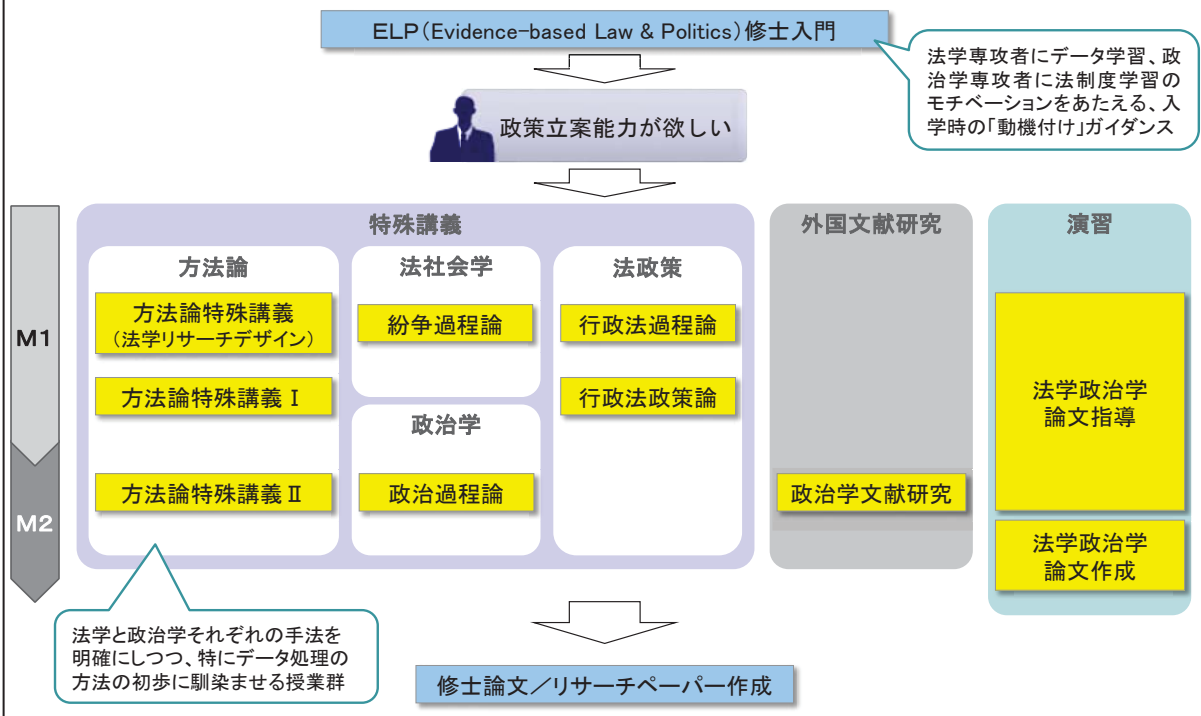 ELP(Evidence-based Law & Politics)修士入門
法学専攻者にデータ学習、政
治学専攻者に法制度学習の
モチベーションをあたえる、入
学時の「動機付け」ガイダンス
政策立案能力が欲しい
M1
M2
特殊講義
方法論
方法論特殊講義
(法学リサーチデザイン)
方法論特殊講義Ⅰ
方法論特殊講義Ⅱ
法社会学
紛争過程論
政治学
政治過程論
法政策
行政法過程論
行政法政策論
外国文献研究
政治学文献研究
演習
法学政治学
論文指導
法学政治学
論文作成
法学と政治学それぞれの手法を
明確にしつつ、特にデータ処理の
方法の初歩に馴染ませる授業群
修士論文/リサーチペーパー作成